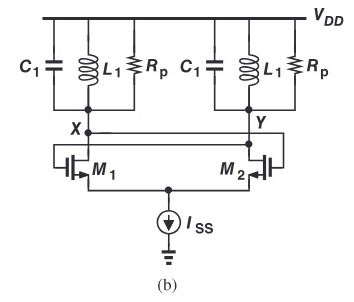 V_DD
C_1 L_1 R_p C_1 L_1 R_p
X Y
M_1 M_2
I_SS
(b)